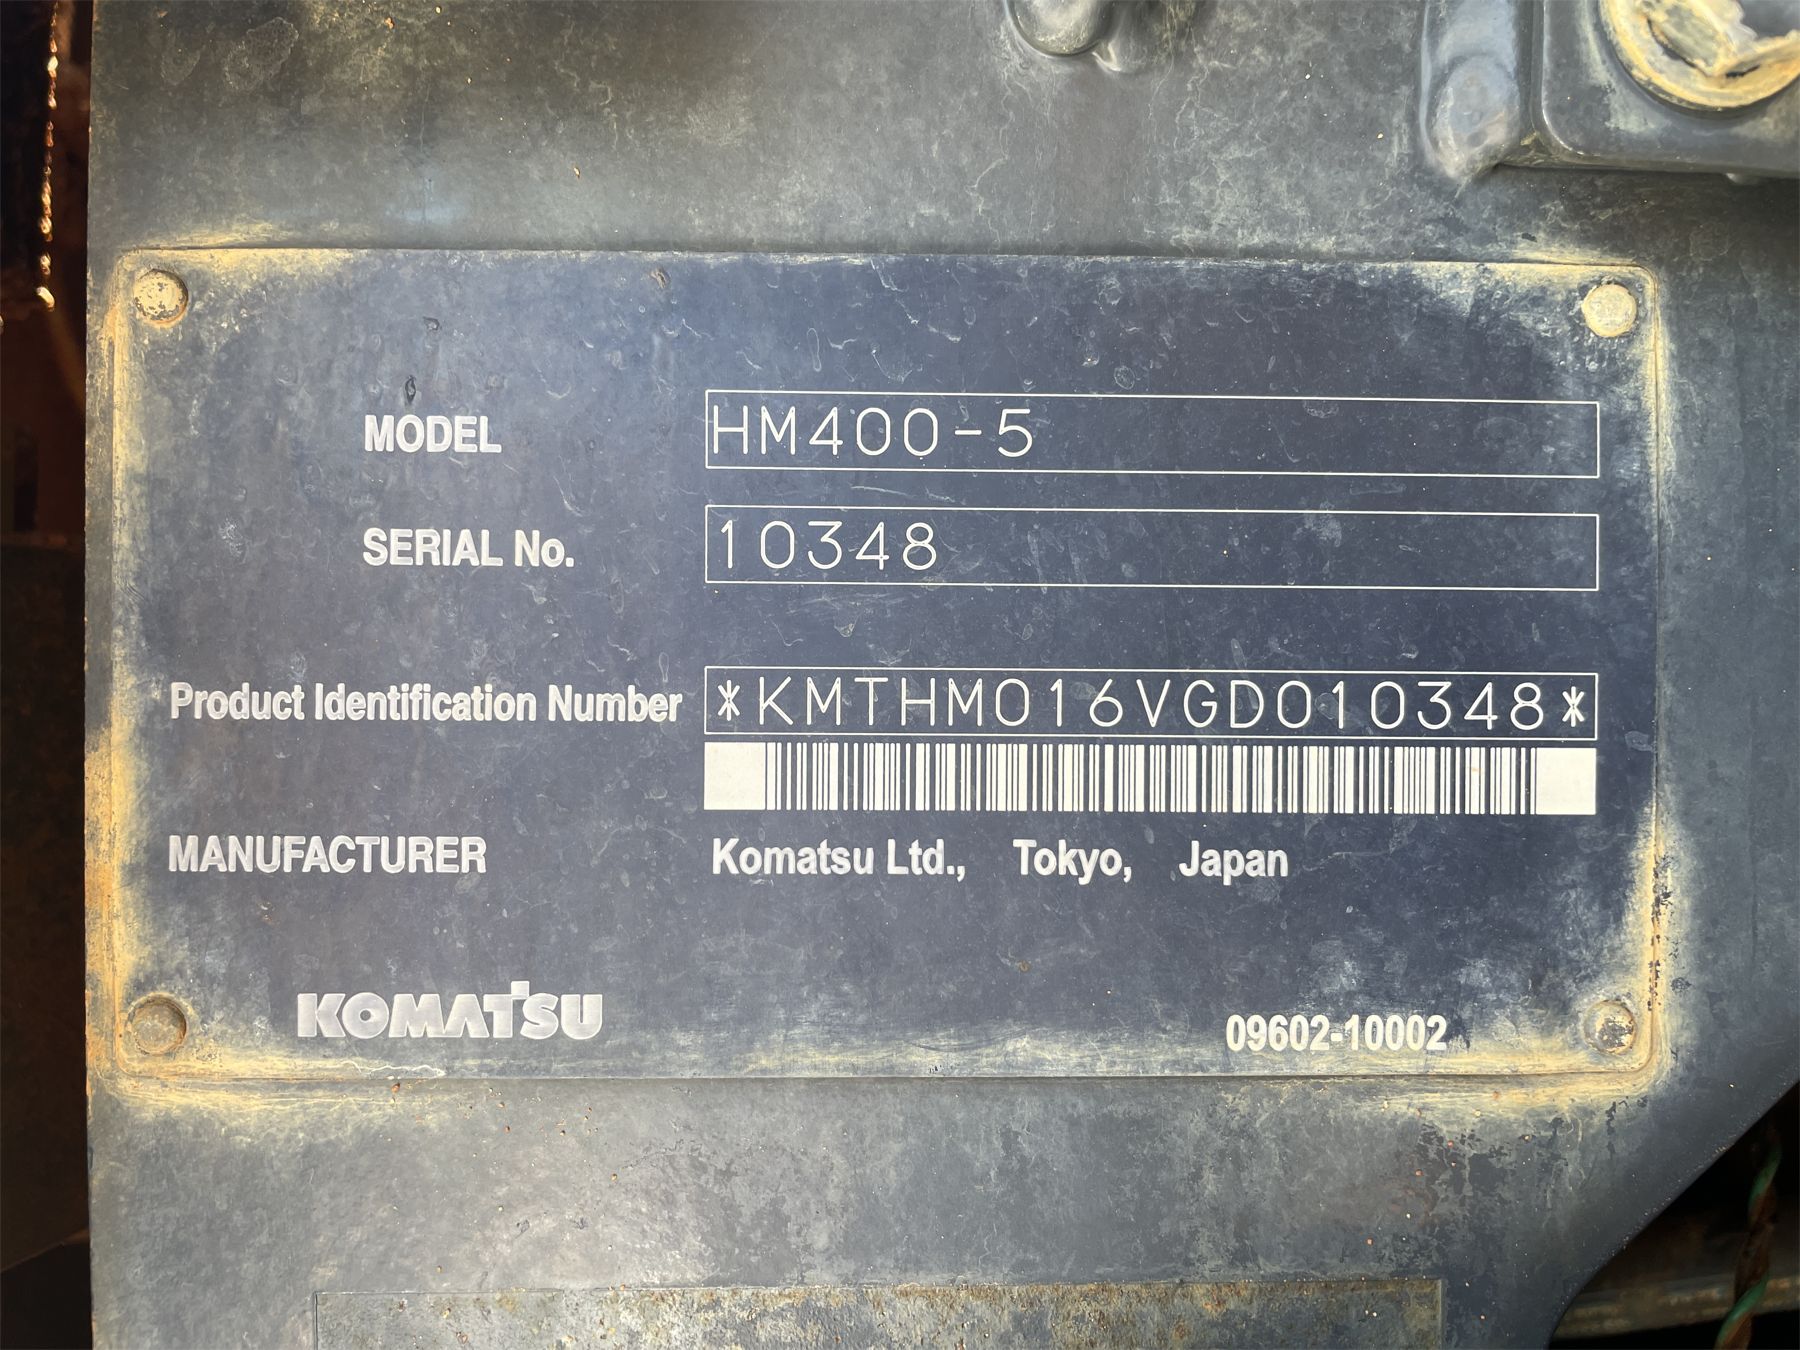 MODEL HM400-5
SERIAL No. 10348
Product Identification Number *KMTHM016VGD010348*
MANUFACTURER Komatsu Ltd., Tokyo, Japan
KOMATSU
09602-10002